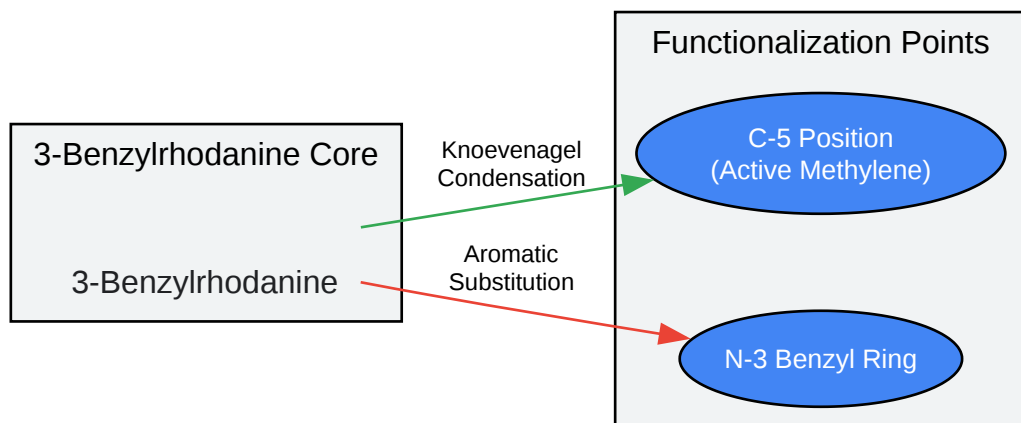 Functionalization Points
3-Benzylrhodanine Core
Knoevenagel
Condensation
C-5 Position
(Active Methylene)
3-Benzylrhodanine
Aromatic
Substitution
N-3 Benzyl Ring